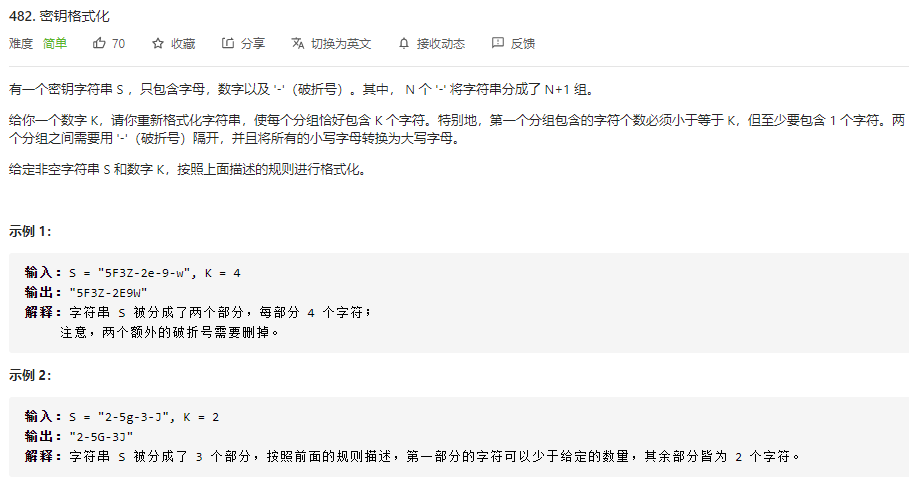 482. 密钥格式化
难度 简单 70 收藏 分享 切换为英文 接收动态 反馈
有一个密钥字符串 S ，只包含字母，数字以及 '-'（破折号）。其中， N 个 '-' 将字符串分成了 N+1 组。
给你一个数字 K，请你重新格式化字符串，使每个分组恰好包含 K 个字符。特别地，第一个分组包含的字符个数必须小于等于 K，但至少要包含 1 个字符。两
个分组之间需要用 '-'（破折号）隔开，并且将所有的小写字母转换为大写字母。
给定非空字符串 S 和数字 K，按照上面描述的规则进行格式化。
示例 1：
输入：S = "5F3Z-2e-9-w", K = 4
输出："5F3Z-2E9W"
解释：字符串 S 被分成了两个部分，每部分 4 个字符；
注意，两个额外的破折号需要删掉。
示例 2：
输入：S = "2-5g-3-J", K = 2
输出："2-5G-3J"
解释：字符串 S 被分成了 3 个部分，按照前面的规则描述，第一部分的字符可以少于给定的数量，其余部分皆为 2 个字符。